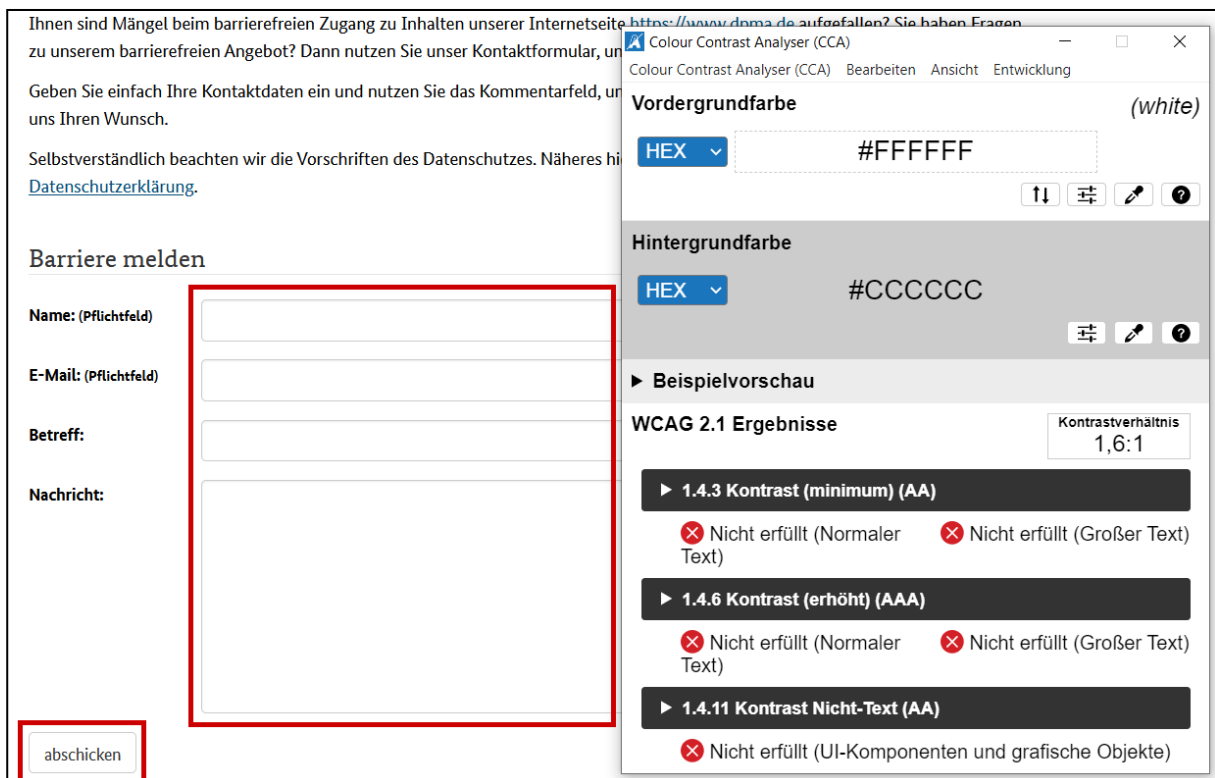 Ihnen sind Mängel beim barrierefreien Zugang zu Inhalten unserer Internetseite https://www.dpma.de aufgefallen? Sie haben Fragen
zu unserem barrierefreien Angebot? Dann nutzen Sie unser Kontaktformular,
Geben Sie einfach Ihre Kontaktdaten ein und nutzen Sie das Kommentarfeld,
uns Ihren Wunsch.
Selbstverständlich beachten wir die Vorschriften des Datenschutzes. Näheres
Datenschutzerklärung.
Barriere melden
Name: (Pflichtfeld)
E-Mail: (Pflichtfeld)
Betreff:
Nachricht:
abschicken
Colour Contrast Analyser (CCA)
Colour Contrast Analyser (CCA) Bearbeiten Ansicht Entwicklung
Vordergrundfarbe (white)
HEX #FFFFFF
Hintergrundfarbe
HEX #CCCCCC
Beispielvorschau
WCAG 2.1 Ergebnisse
Kontrastverhältnis
1,6:1
1.4.3 Kontrast (minimum) (AA)
Nicht erfüllt (Normaler Nicht erfüllt (Großer Text)
Text)
1.4.6 Kontrast (erhöht) (AAA)
Nicht erfüllt (Normaler Nicht erfüllt (Großer Text)
Text)
1.4.11 Kontrast Nicht-Text (AA)
Nicht erfüllt (UI-Komponenten und grafische Objekte)